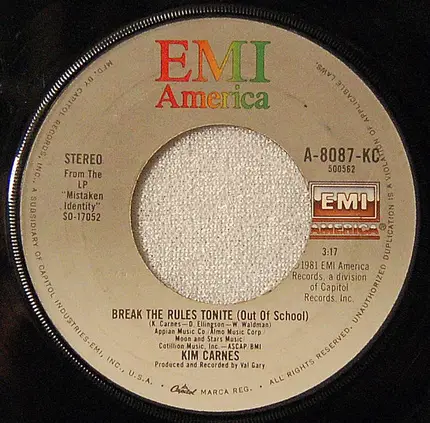 EMI
America
STEREO
From The
LP
"Mistaken
Identity"
SO-17052
A-8087-KC
500562
EMI
AMERICA®
3:17
℗1981 EMI America
Records, a division
of Capitol
Records, Inc.
BREAK THE RULES TONITE (Out Of School)
(K. Carnes—D. Ellingson—W. Waldman)
Appian Music Co./Almo Music Corp./
Moon and Stars Music/
Cotillion Music, Inc.—ASCAP/BMI
KIM CARNES
Produced and Recorded by Val Gary
MFD. BY CAPITOL RECORDS, INC., A SUBSIDIARY OF CAPITOL INDUSTRIES-EMI, INC., U.S.A. • Capitol MARCA REG. • ALL RIGHTS RESERVED. UNAUTHORIZED DUPLICATION IS A VIOLATION OF APPLICABLE LAWS.